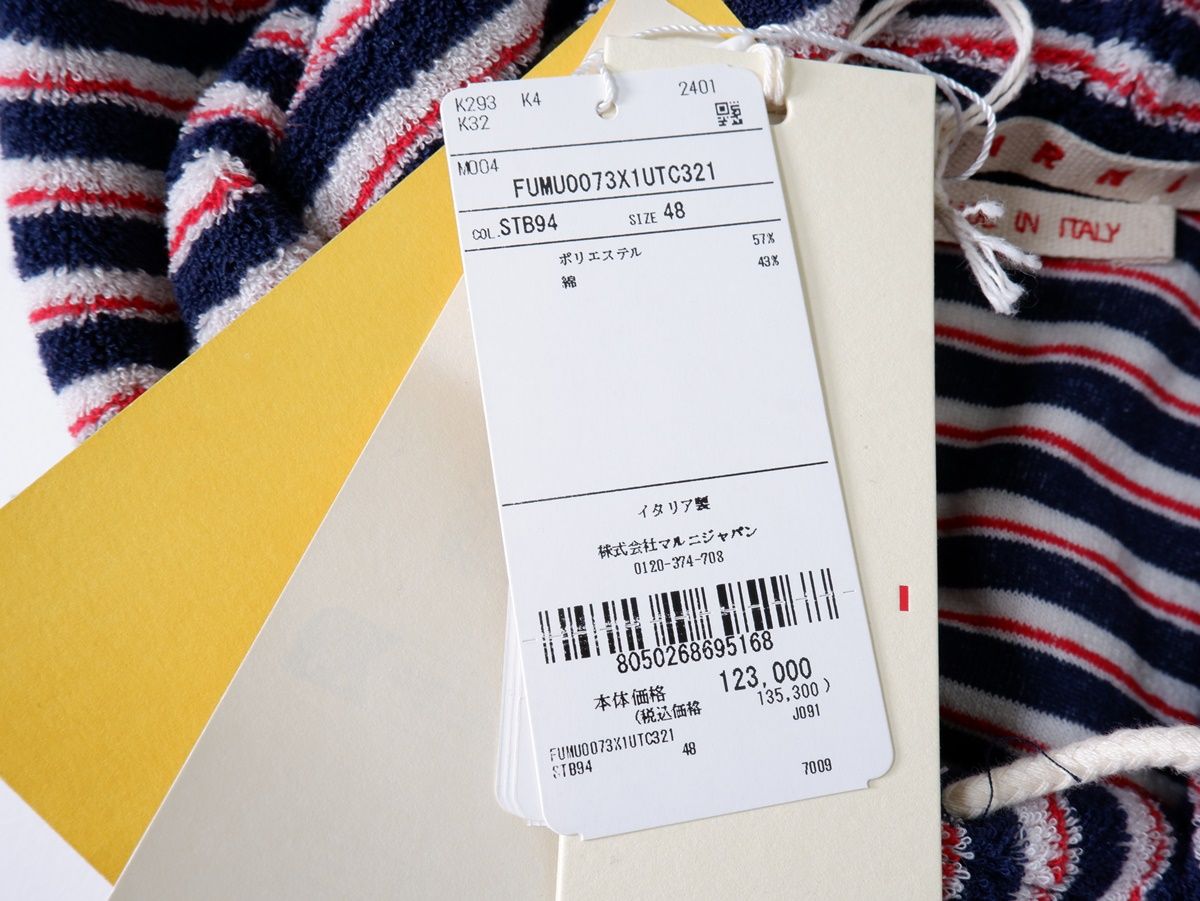 K293 K4 2401
K32
M004
FUMU0073X1UTC321
COL.STB94 SIZE 48
ポリエステル 57%
綿 43%
イタリア製
株式会社マルニジャパン
0120-374-708
8050268695168
本体価格 123,000
(税込価格 135,300)
J091
FUMU0073X1UTC321
STB94 48
7009
IN ITALY